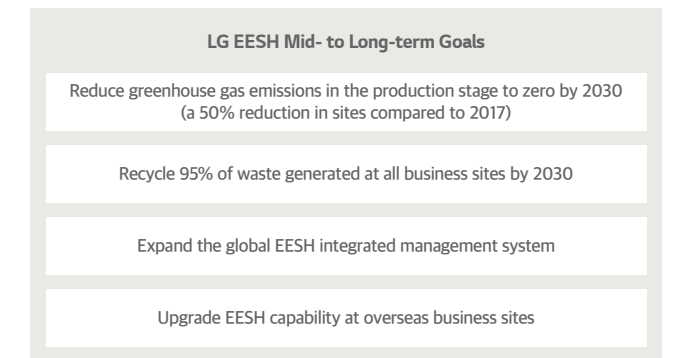 LG EESH Mid- to Long-term Goals
Reduce greenhouse gas emissions in the production stage to zero by 2030
(a 50% reduction in sites compared to 2017)
Recycle 95% of waste generated at all business sites by 2030
Expand the global EESH integrated management system
Upgrade EESH capability at overseas business sites